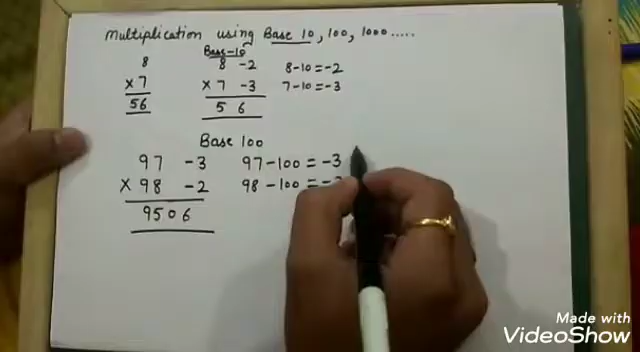 Multiplication using Base 10, 100, 1000.....
Base-10
8
8 -2
8-10=-2
x7
x 7 -3
7-10=-3
56
5 6
Base 100
97 -3
97-100 = -3
x 98 -2
98-100 =
9506
Made with
VideoShow